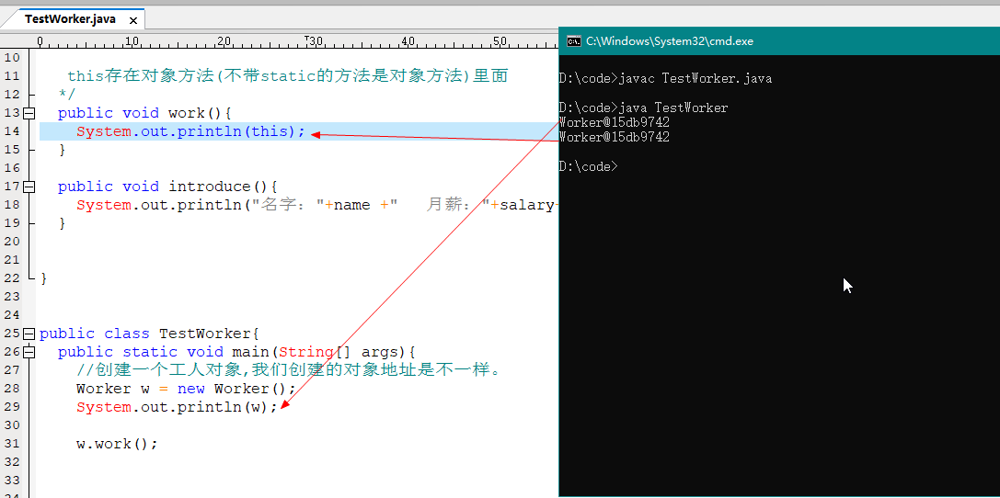 TestWorker.java
0 10 20 30 40 50
10
11 this存在对象方法(不带static的方法是对象方法)里面
12 */
13 public void work(){
14 System.out.println(this);
15 }
16
17 public void introduce(){
18 System.out.println("名字："+name +" 月薪："+salary+
19 }
20
21
22 }
23
24
25 public class TestWorker{
26 public static void main(String[] args){
27 //创建一个工人对象,我们创建的对象地址是不一样。
28 Worker w = new Worker();
29 System.out.println(w);
30
31 w.work();
32
33
34
C:\Windows\System32\cmd.exe
D:\code>javac TestWorker.java
D:\code>java TestWorker
Worker@15db9742
Worker@15db9742
D:\code>